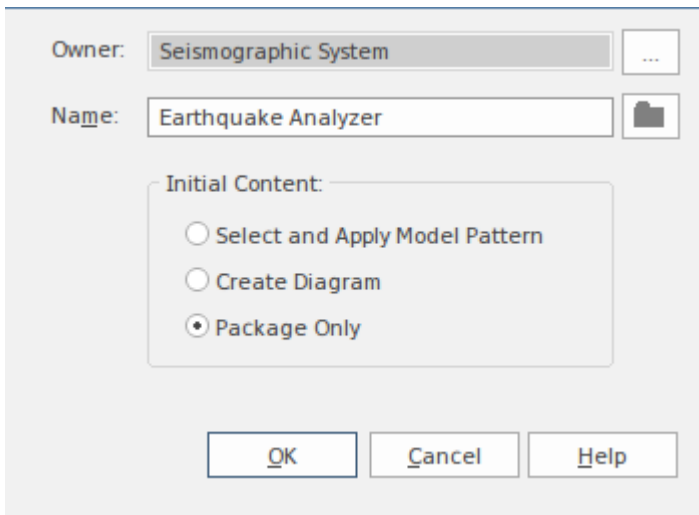 Owner: Seismographic System ...
Name: Earthquake Analyzer
Initial Content:
Select and Apply Model Pattern
Create Diagram
Package Only
OK Cancel Help